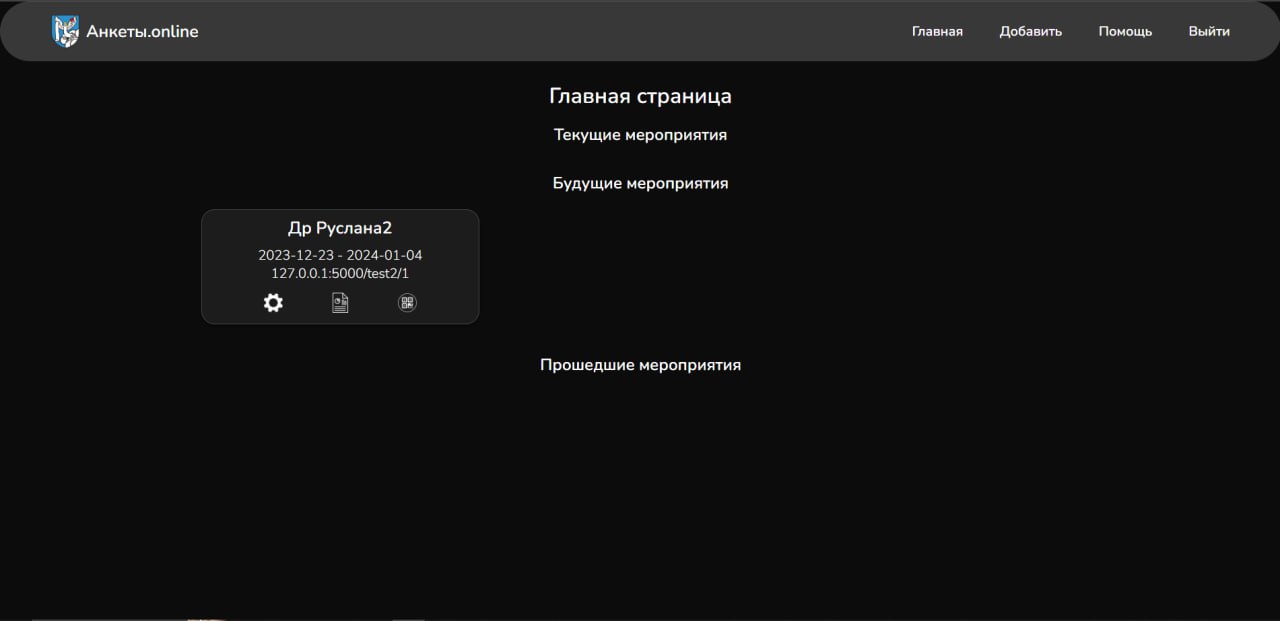 Анкеты.online
Главная
Добавить
Помощь
Выйти
Главная страница
Текущие мероприятия
Будущие мероприятия
Др Руслана2
2023-12-23 - 2024-01-04
127.0.0.1:5000/test2/1
Прошедшие мероприятия